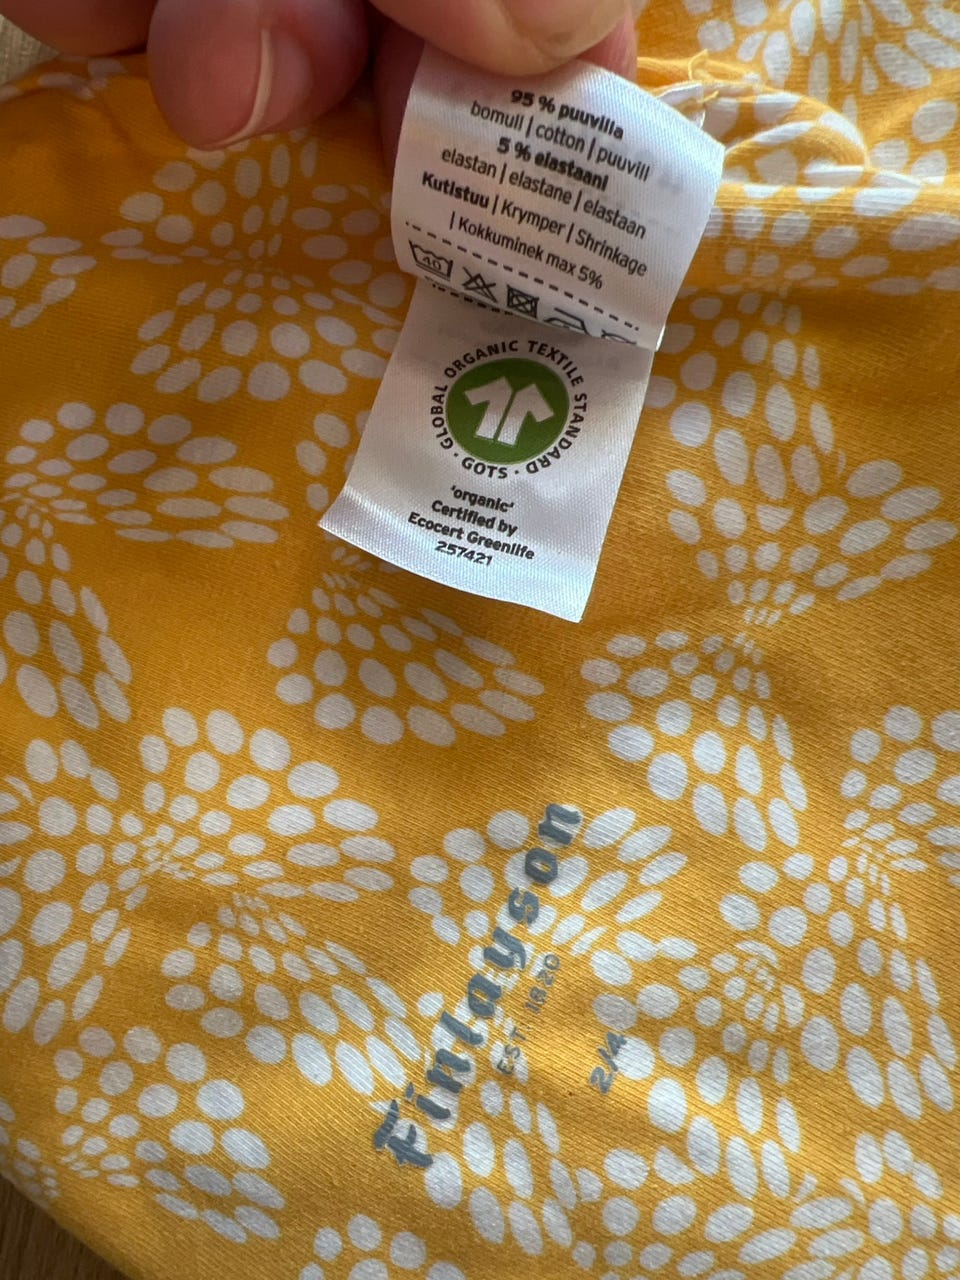 95 % puuvilla
bomull | cotton | puuvill
5 % elastaani
elastan | elastane | elastaan
Kutistuu | Krymper | Shrinkage
| Kokkuminek max 5%
40
GLOBAL ORGANIC TEXTILE STANDARD · GOTS ·
'organic'
Certified by
Ecocert Greenlife
257421
Finlayson
EST 1820
2/4